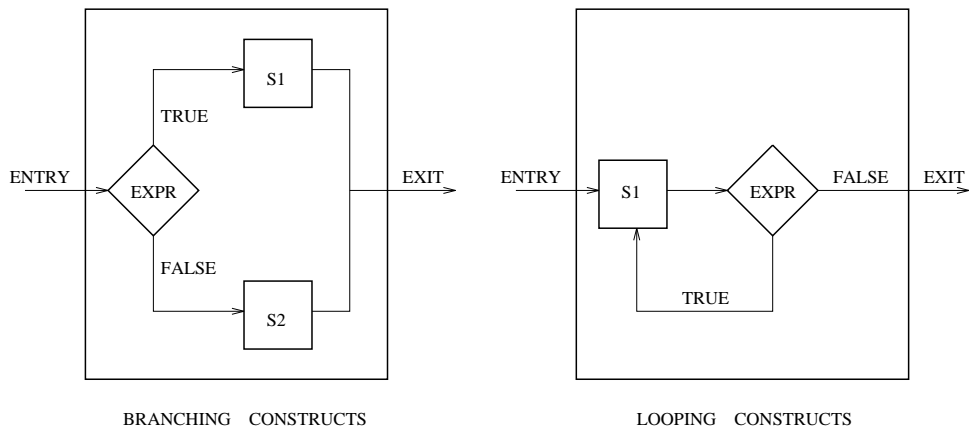 S1
TRUE
ENTRY
EXPR
EXIT
FALSE
S2
BRANCHING CONSTRUCTS
ENTRY
S1
EXPR
FALSE
EXIT
TRUE
LOOPING CONSTRUCTS